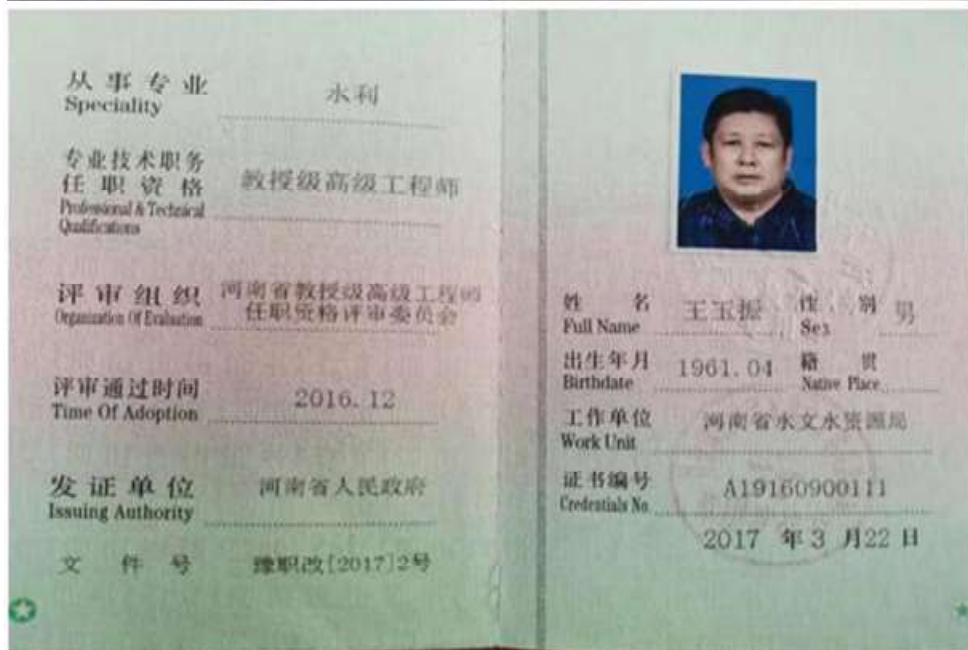 从事专业 水利
Speciality
专业技术职务
任职资格 教授级高级工程师
Professional & Technical
Qualifications
评审组织 河南省教授级高级工程师
Organization Of Evaluation 任职资格评审委员会
评审通过时间 2016.12
Time Of Adoption
发证单位 河南省人民政府
Issuing Authority
文件号 豫职改[2017]2号
姓名 王玉振 性别 男
Full Name Sex
出生年月 1961.04 籍贯
Birthdate Native Place
工作单位 河南省水文水资源局
Work Unit
证书编号 A19160900111
Credentials No.
2017 年 3 月 22 日